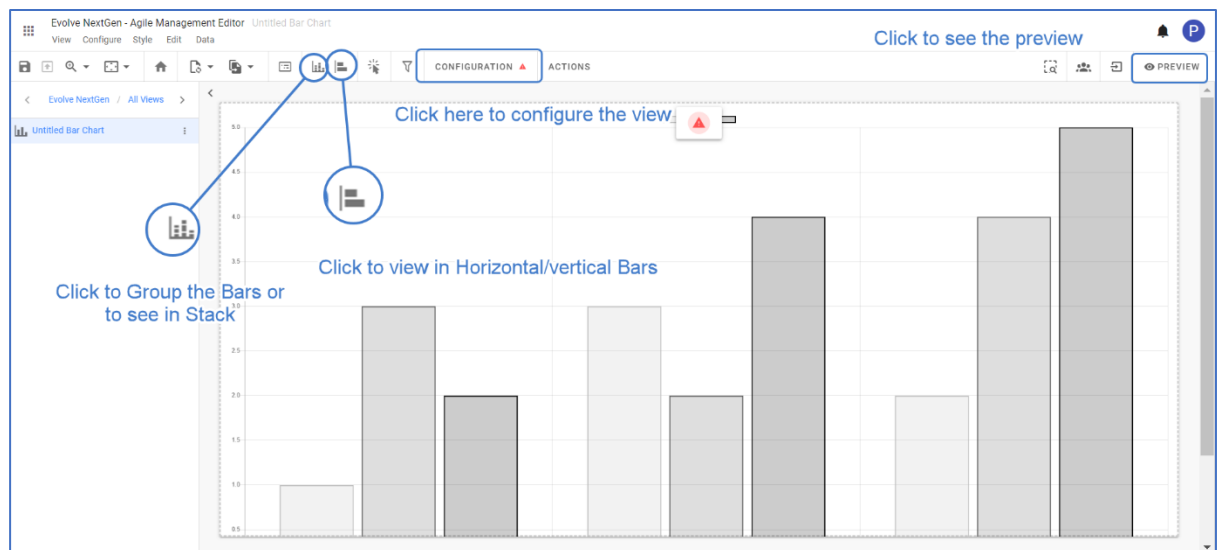 Evolve NextGen - Agile Management Editor Untitled Bar Chart
View Configure Style Edit Data
Click to see the preview
P
CONFIGURATION ACTIONS
PREVIEW
Evolve NextGen / All Views
Untitled Bar Chart
Click here to configure the view
5.0
4.5
4.0
3.5
Click to view in Horizontal/vertical Bars
Click to Group the Bars or
to see in Stack
3.0
2.5
2.0
1.5
1.0
0.5